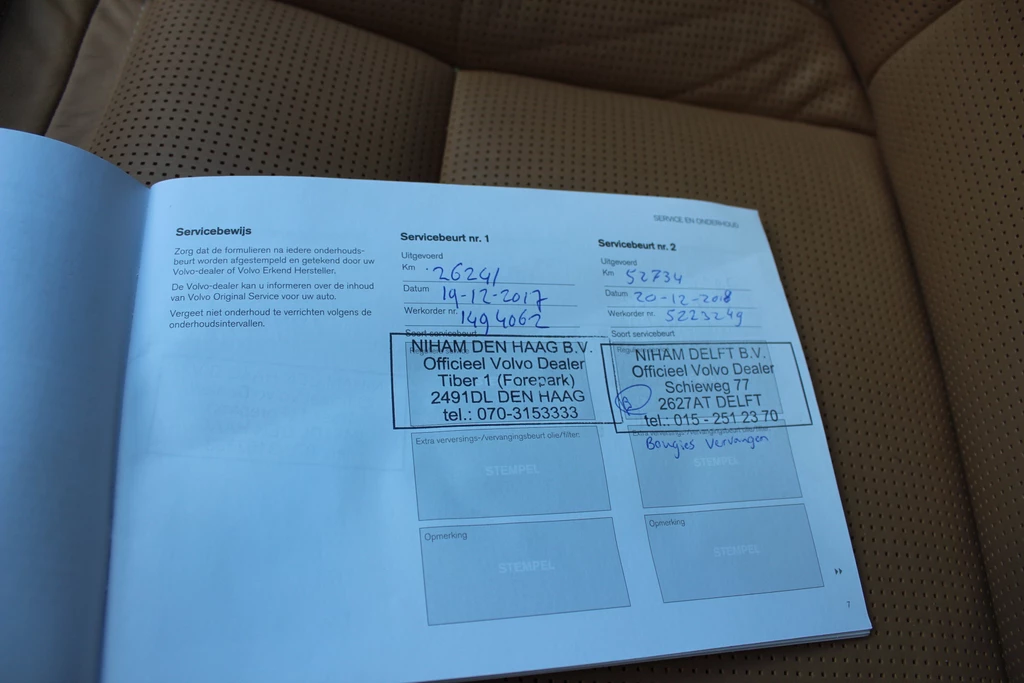 SERVICE EN ONDERHOUD
Servicebewijs
Zorg dat de formulieren na iedere onderhouds-
beurt worden afgestempeld en getekend door uw
Volvo-dealer of Volvo Erkend Hersteller.
De Volvo-dealer kan u informeren over de inhoud
van Volvo Original Service voor uw auto.
Vergeet niet onderhoud te verrichten volgens de
onderhoudsintervallen.
Servicebeurt nr. 1
Uitgevoerd
Km 26241
Datum 19-12-2017
Werkorder nr. 1494062
Soort servicebeurt
NIHAM DEN HAAG B.V.
Officieel Volvo Dealer
Tiber 1 (Forepark)
2491DL DEN HAAG
tel.: 070-3153333
Extra verversings-/vervangingsbeurt olie/filter:
STEMPEL
Opmerking
STEMPEL
Servicebeurt nr. 2
Uitgevoerd
Km 52734
Datum 20-12-2018
Werkorder nr. 5223249
Soort servicebeurt
NIHAM DELFT B.V.
Officieel Volvo Dealer
Schieweg 77
2627AT DELFT
tel.: 015 - 251 23 70
Bougies vervangen
STEMPEL
Opmerking
STEMPEL
7